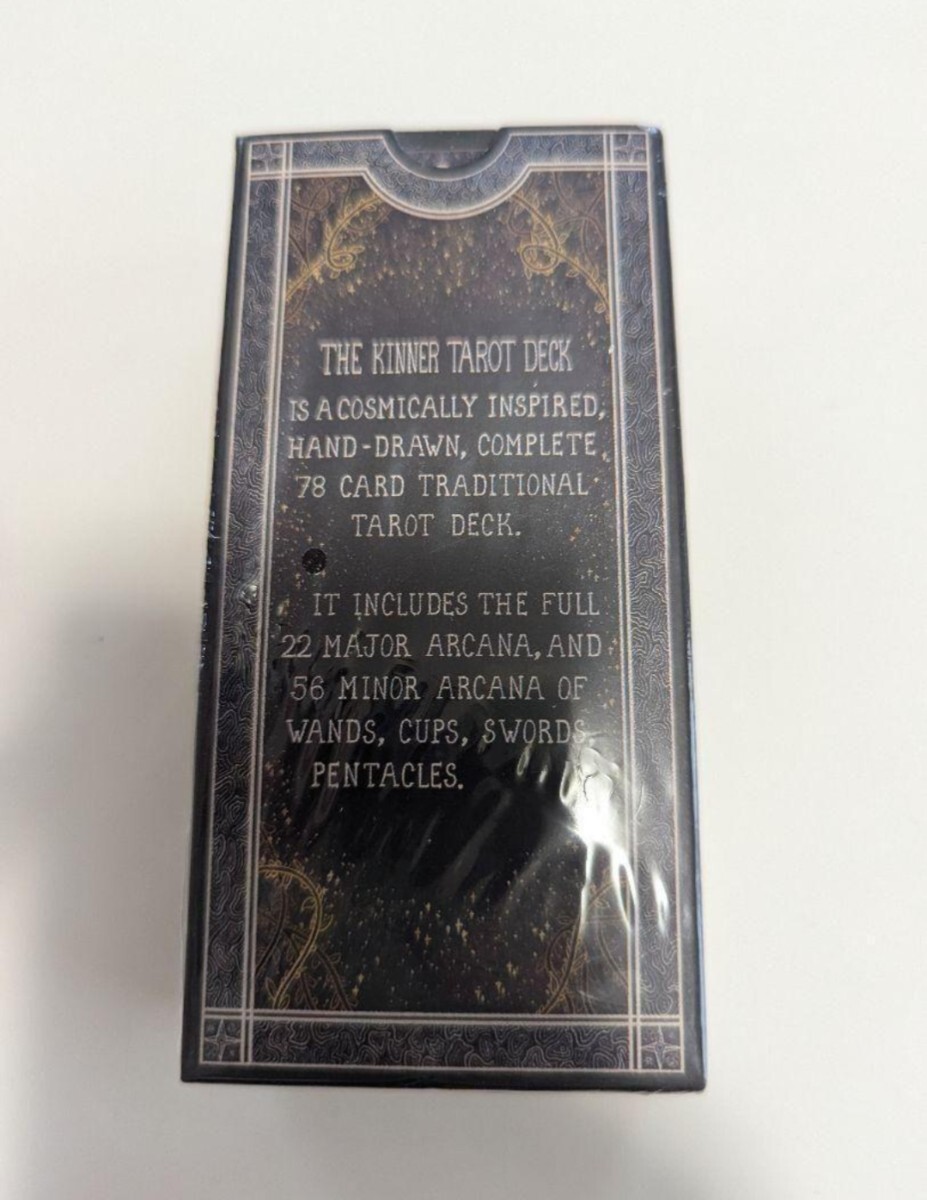 THE KINNER TAROT DECK
IS A COSMICALLY INSPIRED,
HAND-DRAWN, COMPLETE
78 CARD TRADITIONAL
TAROT DECK.
IT INCLUDES THE FULL
22 MAJOR ARCANA, AND
56 MINOR ARCANA OF
WANDS, CUPS, SWORDS,
PENTACLES.